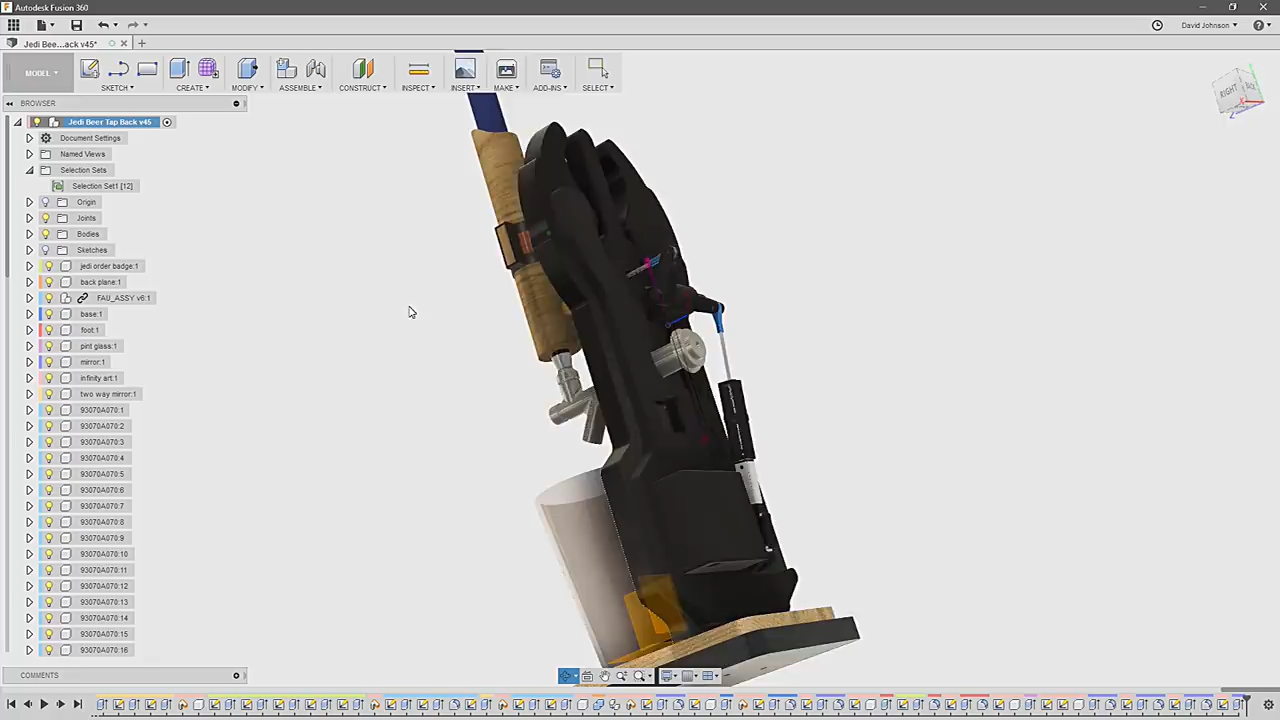 Autodesk Fusion 360
David Johnson
Jedi Bee...ack v45*
MODEL
SKETCH
CREATE
MODIFY
ASSEMBLE
CONSTRUCT
INSPECT
INSERT
MAKE
ADD-INS
SELECT
RIGHT
BROWSER
Jedi Beer Tap Back v45
Document Settings
Named Views
Selection Sets
Selection Set1 [12]
Origin
Joints
Bodies
Sketches
jedi order badge:1
back plane:1
FAU_ASSY v6:1
base:1
foot:1
pint glass:1
mirror:1
infinity art:1
two way mirror:1
93070A070:1
93070A070:2
93070A070:3
93070A070:4
93070A070:5
93070A070:6
93070A070:7
93070A070:8
93070A070:9
93070A070:10
93070A070:11
93070A070:12
93070A070:13
93070A070:14
93070A070:15
93070A070:16
COMMENTS